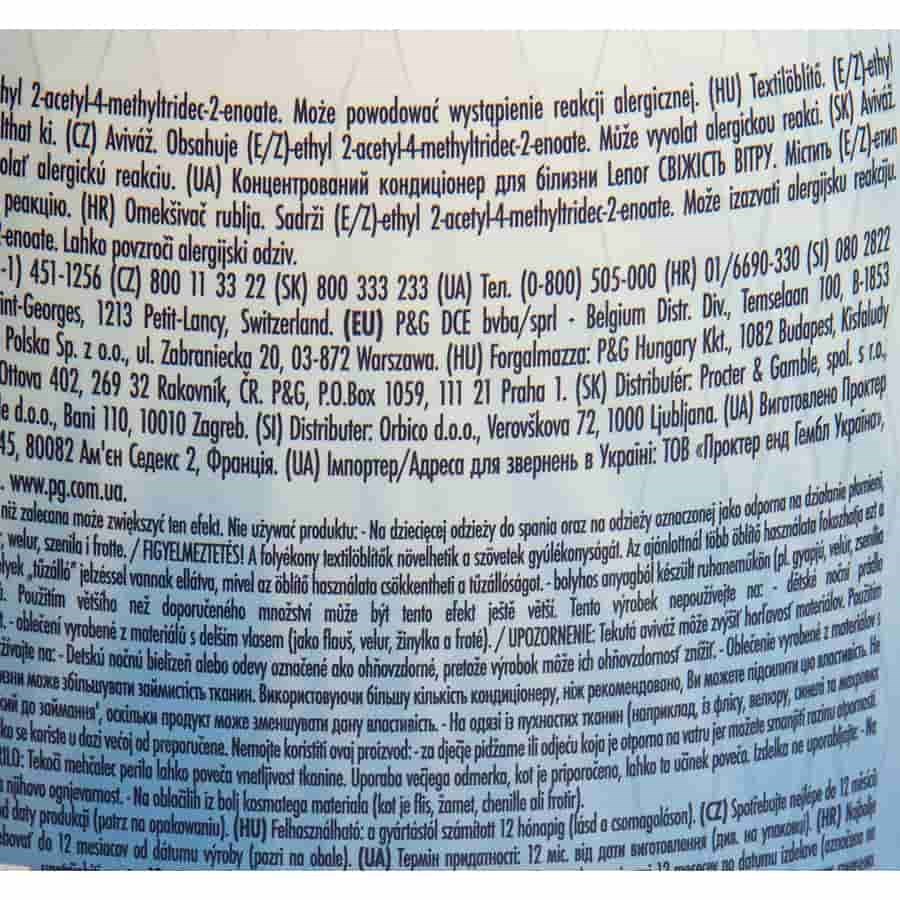 hyl 2-acetyl-4-methyltridec-2-enoate. Może powodować wystąpienie reakcji alergicznej. (HU) Textilöblítő. (E/Z)-ethyl
lthat ki. (CZ) Aviváž. Obsahuje (E/Z)-ethyl 2-acetyl-4-methyltridec-2-enoate. Může vyvolat alergickou reakci. (SK) Aviváž.
olať alergickú reakciu. (UA) Концентрований кондиціонер для білизни Lenor СВІЖІСТЬ ВІТРУ. Містить (E/Z)-етил
реакцію. (HR) Omekšivač rublja. Sadrži (E/Z)-ethyl 2-acetyl-4-methyltridec-2-enoate. Može izazvati alergijsku reakciju.
-enoate. Lahko povzroči alergijski odziv.
-1) 451-1256 (CZ) 800 11 33 22 (SK) 800 333 233 (UA) Тел. (0-800) 505-000 (HR) 01/6690-330 (SI) 080 2822
int-Georges, 1213 Petit-Lancy, Switzerland. (EU) P&G DCE bvba/sprl - Belgium Distr. Div., Temselaan 100, B-1853
Polska Sp. z o.o., ul. Zabraniecka 20, 03-872 Warszawa. (HU) Forgalmazza: P&G Hungary Kkt., 1082 Budapest, Kisfaludy
Ottova 402, 269 32 Rakovník, ČR. P&G, P.O.Box 1059, 111 21 Praha 1. (SK) Distributér: Procter & Gamble, spol. s r.o.,
le d.o.o., Bani 110, 10010 Zagreb. (SI) Distributer: Orbico d.o.o., Verovškova 72, 1000 Ljubljana. (UA) Виготовлено Проктер
45, 80082 Ам'єн Седекс 2, Франція. (UA) Імпортер/Адреса для звернень в Україні: ТОВ «Проктер енд Гембл Україна»,
. www.pg.com.ua.
niż zalecana może zwiększyć ten efekt. Nie używać produktu: - Na dziecięcej odzieży do spania oraz na odzieży oznaczonej jako odporna na działanie płomieni,
, welur, szenila i frotte. / FIGYELMEZTETÉS! A folyékony textilöblítők növelhetik a szövetek gyúlékonyságát. Az ajánlottnál több öblítő használata fokozhatja ezt a
lyek „tűzálló" jelzéssel vannak ellátva, mivel az öblítő használata csökkentheti a tűzállóságot. - bolyhos anyagból készült ruhaneműkön (pl. gyapjú, velúr, zseníla
ů. Použitím většího než doporučeného množství může být tento efekt ještě větší. Tento výrobek nepoužívejte na: - dětské noční prádlo
. - oblečení vyrobené z materiálů s delším vlasem (jako flauš, velur, žinylka a froté). / UPOZORNENIE: Tekutá aviváž môže zvýšiť horľavosť materiálov. Použitím
žívajte na: - Detskú nočnú bielizeň alebo odevy označené ako ohňovzdorné, pretože výrobok môže ich ohňovzdornosť znížiť. - Oblečenie vyrobené z materiálov s
изни може збільшувати займистість тканин. Використовуючи більшу кількість кондиціонеру, ніж рекомендовано, Ви можете підсилити цю властивість. Не
кий до займання', оскільки продукт може зменшувати дану властивість. - На одязі із пухнастих тканин (наприклад, із флісу, велюру, синелі та махрових
ko se koriste u dozi većoj od preporučene. Nemojte koristiti ovaj proizvod: - za dječje pidžame ili odjeću koja je otporna na vatru jer možete smanjiti razinu otpornosti.
ILO: Tekoči mehčalec perila lahko poveča vnetljivost tkanine. Uporaba večjega odmerka, kot je priporočeno, lahko ta učinek poveča. Izdelka ne uporabljajte: - Na
a njihovo ognjevarnost. - Na oblačilih iz bolj kosmatega materiala (kot je flis, žamet, chenille ali frotir).
d daty produkcji (patrz na opakowaniu). (HU) Felhasználható: a gyártástól számított 12 hónapig (lásd a csomagoláson). (CZ) Spotřebujte nejlépe do 12 měsíců
ebovať do 12 mesiacov od dátumu výroby (pozri na obale). (UA) Термін придатності: 12 міс. від дати виготовлення (див. на упаковці). (HR) Najbolje
12 mesecev po datumu izdelave (označeno na